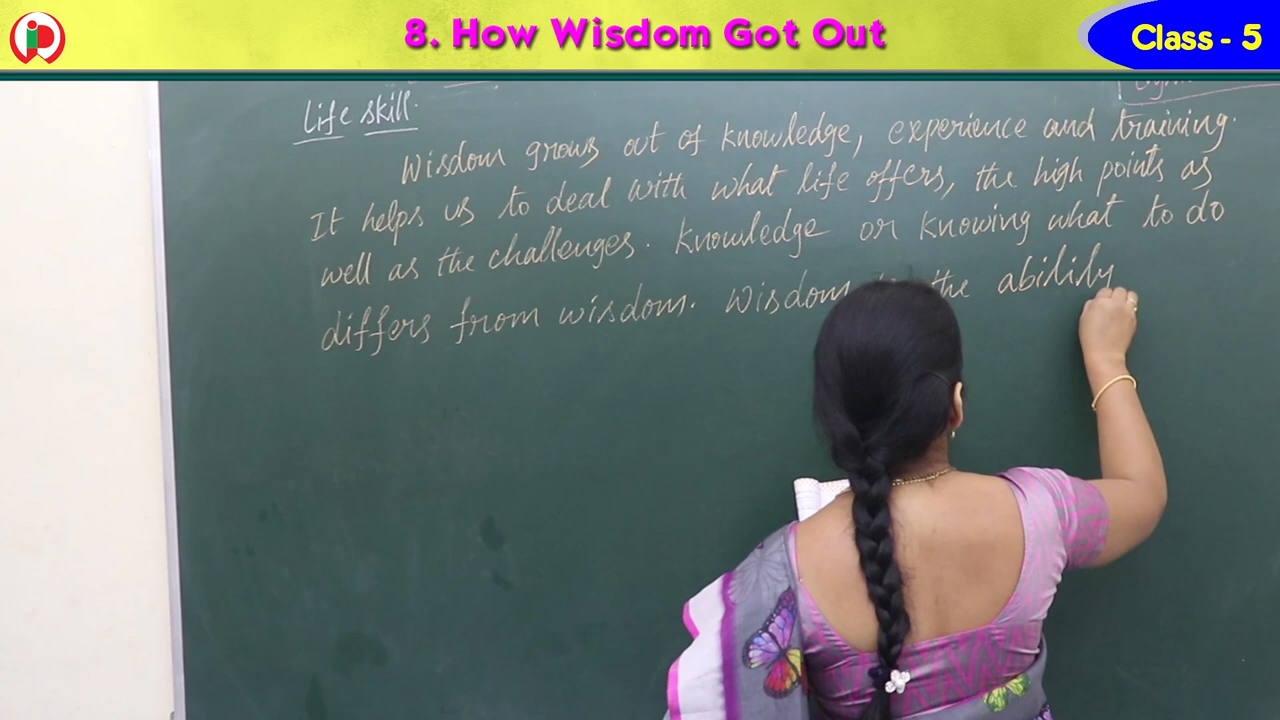 8. How Wisdom Got Out
Class - 5
Life skill.
Wisdom grows out of knowledge, experience and training.
It helps us to deal with what life offers, the high points as
well as the challenges. Knowledge or knowing what to do
differs from wisdom. Wisdom the ability